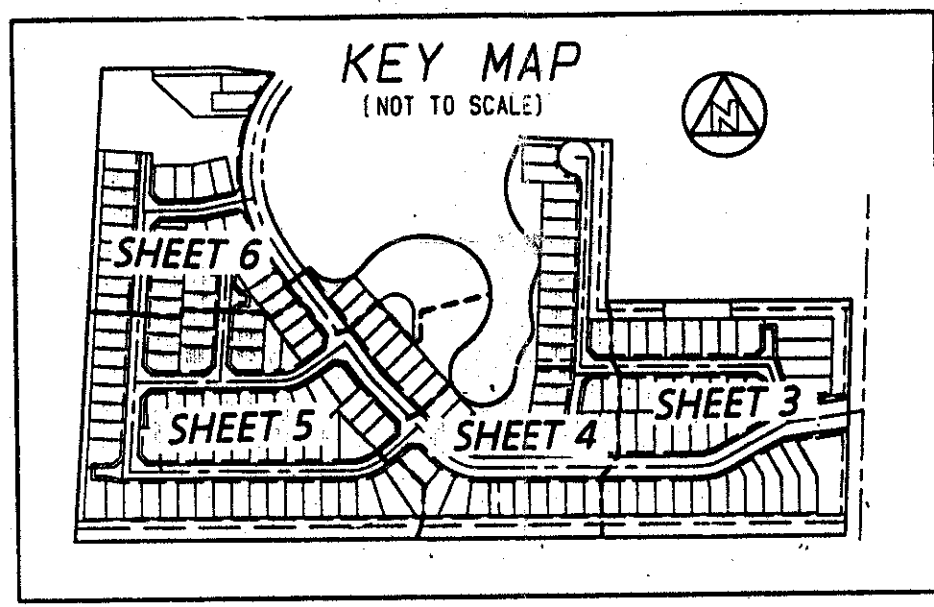 KEY MAP
(NOT TO SCALE)
N
SHEET 6
SHEET 5
SHEET 4
SHEET 3